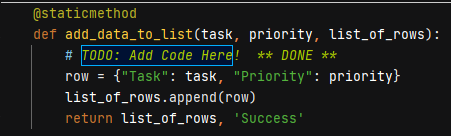 @staticmethod
def add_data_to_list(task, priority, list_of_rows):
# TODO: Add Code Here! ** DONE **
row = {"Task": task, "Priority": priority}
list_of_rows.append(row)
return list_of_rows, 'Success'